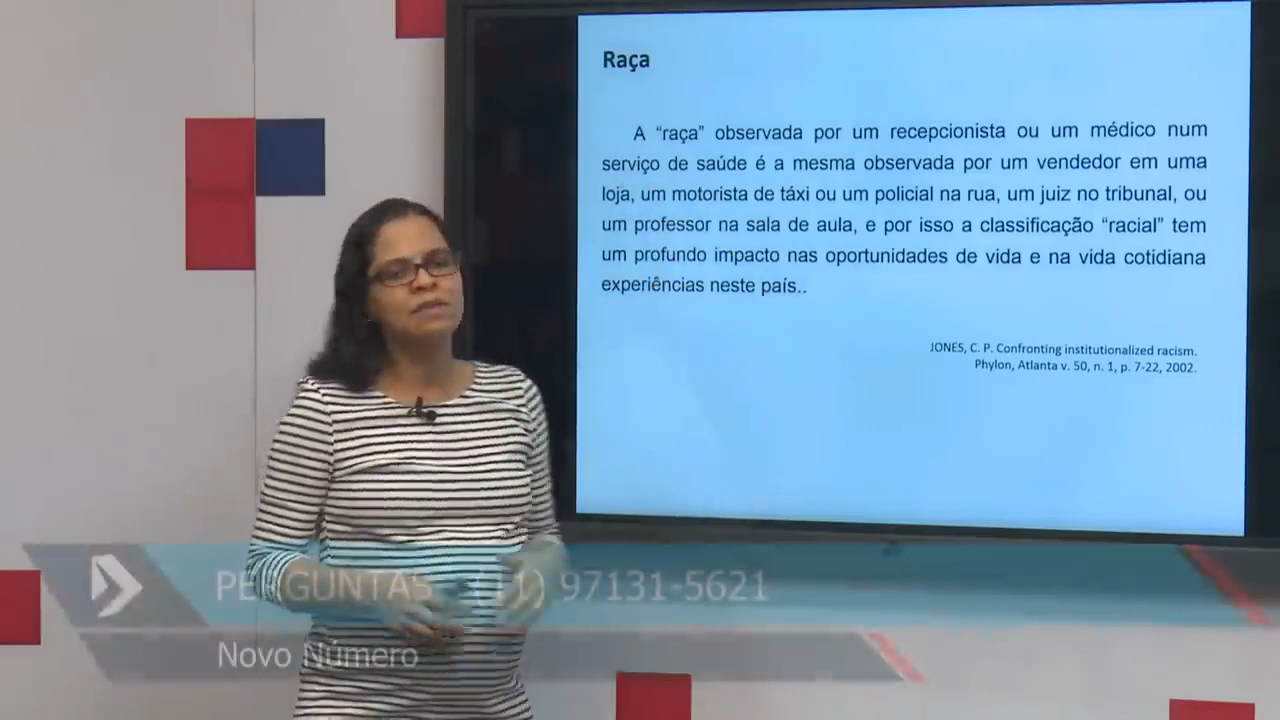 Raça
A “raça” observada por um recepcionista ou um médico num
serviço de saúde é a mesma observada por um vendedor em uma
loja, um motorista de táxi ou um policial na rua, um juiz no tribunal, ou
um professor na sala de aula, e por isso a classificação “racial” tem
um profundo impacto nas oportunidades de vida e na vida cotidiana
experiências neste país..
JONES, C. P. Confronting institutionalized racism.
Phylon, Atlanta v. 50, n. 1, p. 7-22, 2002.
PERGUNTAS (11) 97131-5621
Novo Número